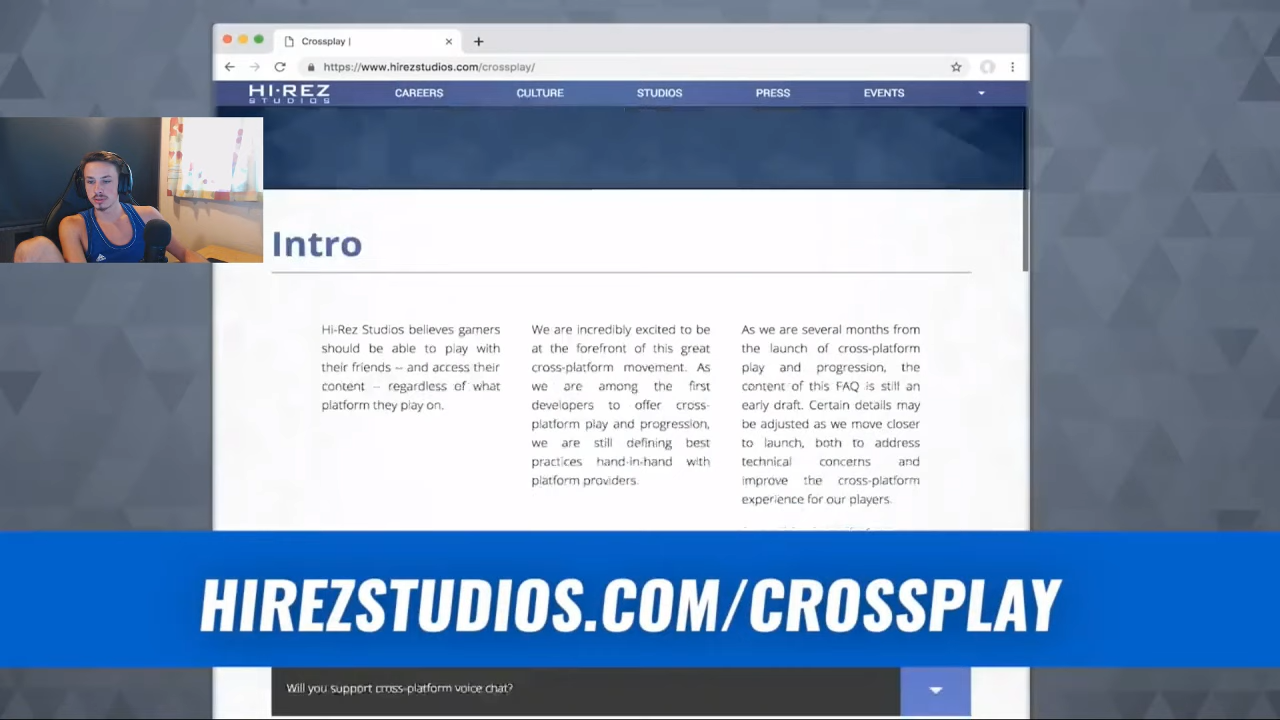 Crossplay |
https://www.hirezstudios.com/crossplay/
HI-REZ
STUDIOS
CAREERS
CULTURE
STUDIOS
PRESS
EVENTS
Intro
Hi-Rez Studios believes gamers
should be able to play with
their friends – and access their
content – regardless of what
platform they play on.
We are incredibly excited to be
at the forefront of this great
cross-platform movement. As
we are among the first
developers to offer cross-
platform play and progression,
we are still defining best
practices hand-in-hand with
platform providers.
As we are several months from
the launch of cross-platform
play and progression, the
content of this FAQ is still an
early draft. Certain details may
be adjusted as we move closer
to launch, both to address
technical concerns and
improve the cross-platform
experience for our players.
HIREZSTUDIOS.COM/CROSSPLAY
Will you support cross-platform voice chat?